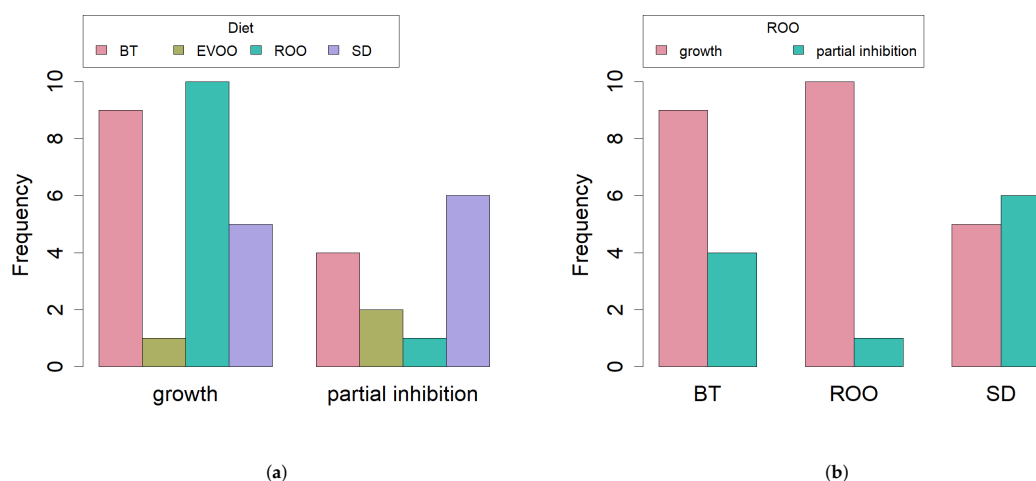 Diet
BT EVOO ROO SD
Frequency
0 2 4 6 8 10
growth partial inhibition
(a)
ROO
growth partial inhibition
Frequency
0 2 4 6 8 10
BT ROO SD
(b)